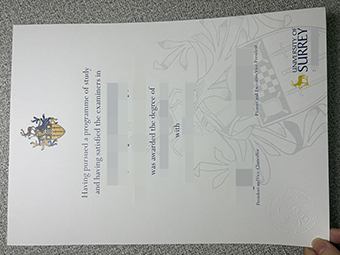 UNIVERSITY OF
SURREY
Having pursued a programme of study
and having satisfied the examiners in
was awarded the degree of
with